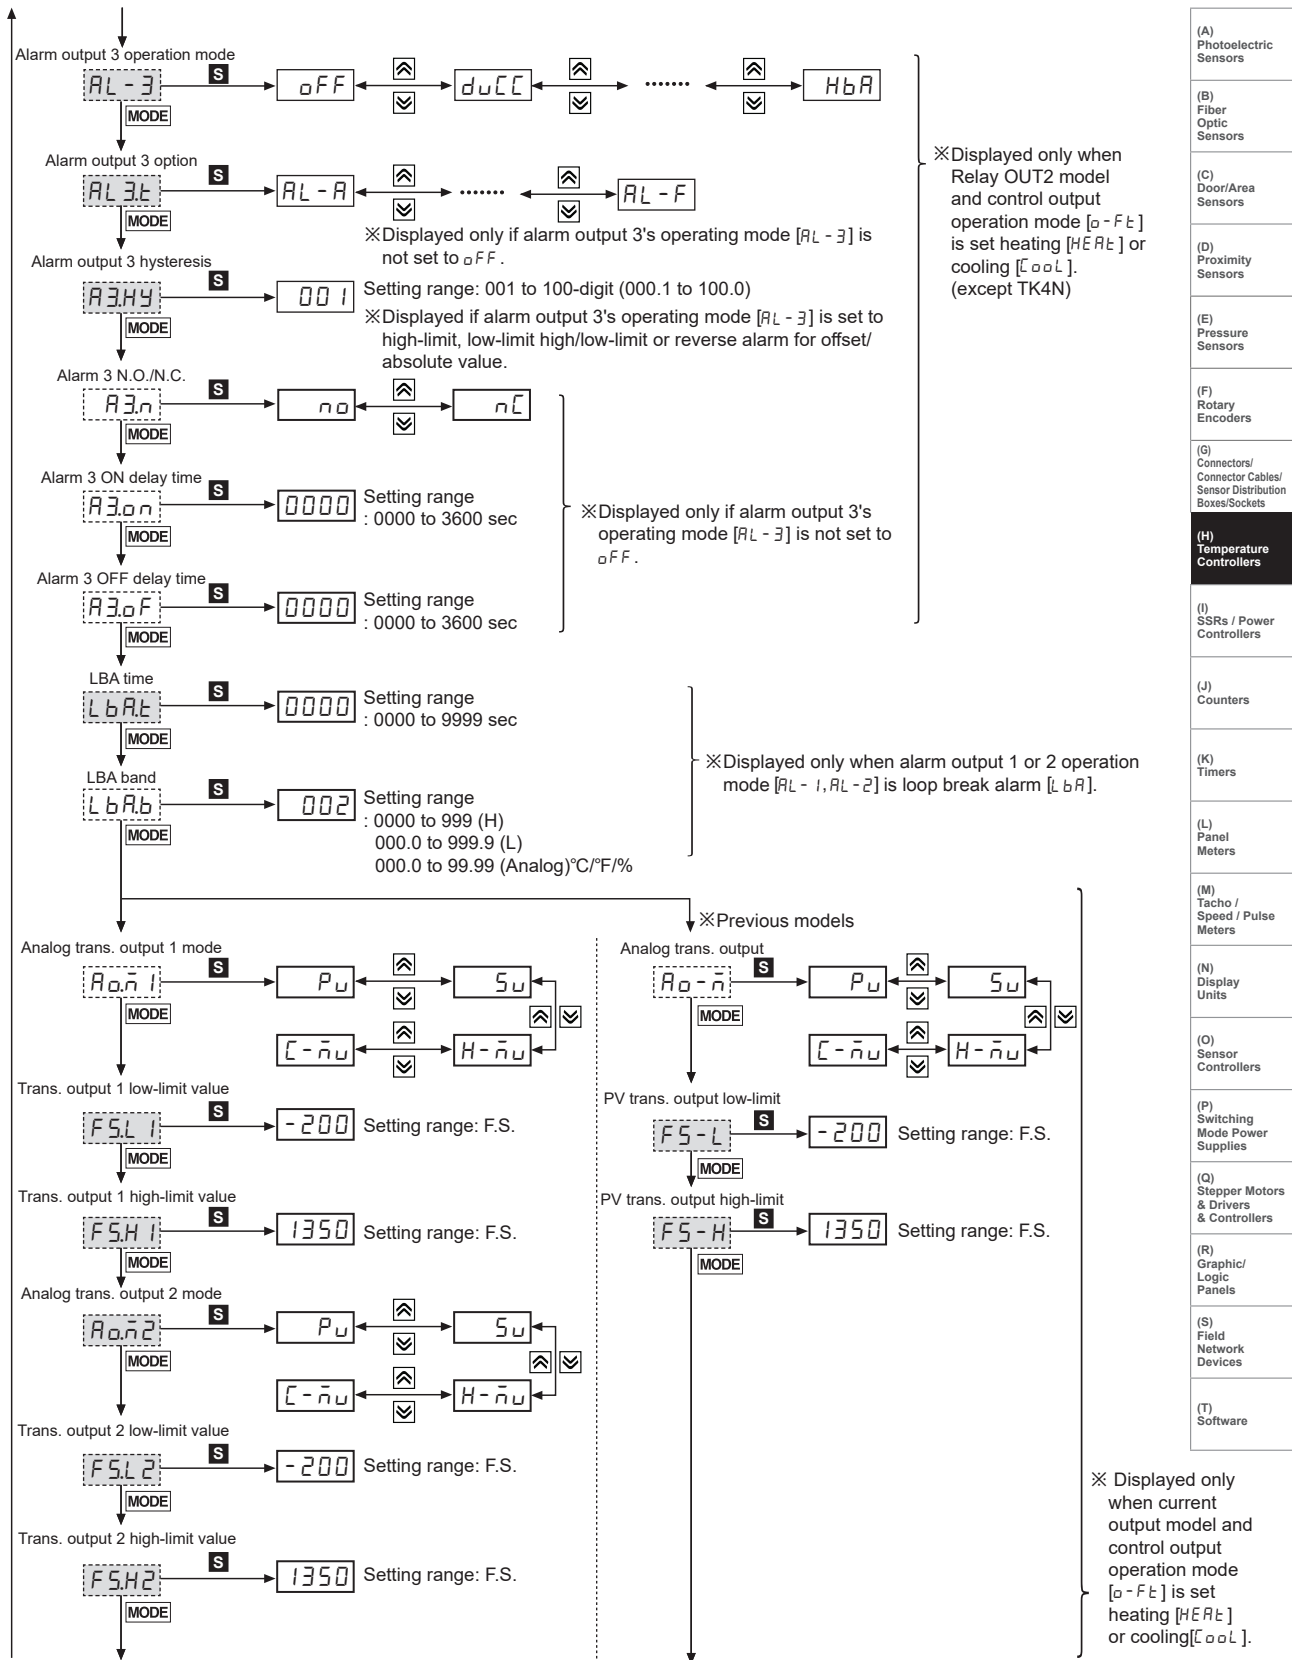 Alarm output 3 operation mode
AL-3 S oFF duCC ······· HbA
MODE
Alarm output 3 option
AL3.t S AL-A ······· AL-F
MODE
※Displayed only if alarm output 3's operating mode [AL-3] is
not set to oFF.
Alarm output 3 hysteresis
A3.HY S 001 Setting range: 001 to 100-digit (000.1 to 100.0)
MODE
※Displayed if alarm output 3's operating mode [AL-3] is set to
high-limit, low-limit high/low-limit or reverse alarm for offset/
absolute value.
Alarm 3 N.O./N.C.
A3.n S no nC
MODE
Alarm 3 ON delay time
A3.on S 0000 Setting range
: 0000 to 3600 sec
MODE
Alarm 3 OFF delay time
A3.oF S 0000 Setting range
: 0000 to 3600 sec
MODE
※Displayed only if alarm output 3's
operating mode [AL-3] is not set to
oFF.
※Displayed only when
Relay OUT2 model
and control output
operation mode [o-Ft]
is set heating [HEAt] or
cooling [CooL].
(except TK4N)
LBA time
LbA.t S 0000 Setting range
: 0000 to 9999 sec
MODE
LBA band
LbA.b S 002 Setting range
: 0000 to 999 (H)
000.0 to 999.9 (L)
000.0 to 99.99 (Analog)°C/°F/%
MODE
※Displayed only when alarm output 1 or 2 operation
mode [AL-1,AL-2] is loop break alarm [LbA].
Analog trans. output 1 mode
Ao.m1 S Pv Sv
MODE
C-mv H-mv
Trans. output 1 low-limit value
FS.L1 S -200 Setting range: F.S.
MODE
Trans. output 1 high-limit value
FS.H1 S 1350 Setting range: F.S.
MODE
Analog trans. output 2 mode
Ao.m2 S Pv Sv
MODE
C-mv H-mv
Trans. output 2 low-limit value
FS.L2 S -200 Setting range: F.S.
MODE
Trans. output 2 high-limit value
FS.H2 S 1350 Setting range: F.S.
MODE
※Previous models
Analog trans. output
Ao-m S Pv Sv
MODE
C-mv H-mv
PV trans. output low-limit
FS-L S -200 Setting range: F.S.
MODE
PV trans. output high-limit
FS-H S 1350 Setting range: F.S.
MODE
※ Displayed only
when current
output model and
control output
operation mode
[o-Ft] is set
heating [HEAt]
or cooling[CooL].
(A)
Photoelectric
Sensors
(B)
Fiber
Optic
Sensors
(C)
Door/Area
Sensors
(D)
Proximity
Sensors
(E)
Pressure
Sensors
(F)
Rotary
Encoders
(G)
Connectors/
Connector Cables/
Sensor Distribution
Boxes/Sockets
(H)
Temperature
Controllers
(I)
SSRs / Power
Controllers
(J)
Counters
(K)
Timers
(L)
Panel
Meters
(M)
Tacho /
Speed / Pulse
Meters
(N)
Display
Units
(O)
Sensor
Controllers
(P)
Switching
Mode Power
Supplies
(Q)
Stepper Motors
& Drivers
& Controllers
(R)
Graphic/
Logic
Panels
(S)
Field
Network
Devices
(T)
Software